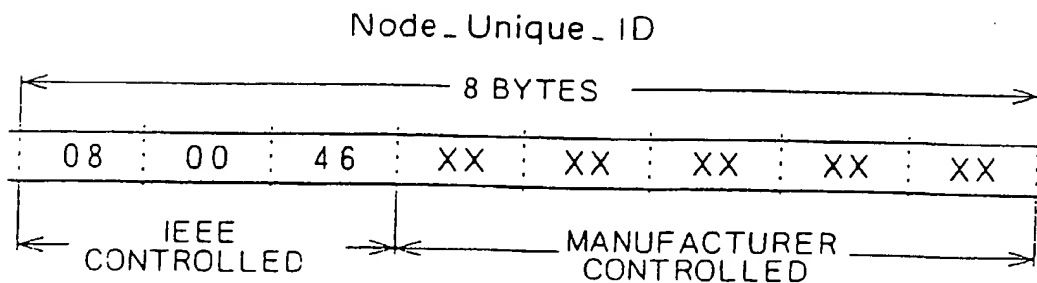 Node_Unique_ID
8 BYTES
08 00 46 XX XX XX XX XX
IEEE CONTROLLED
MANUFACTURER CONTROLLED